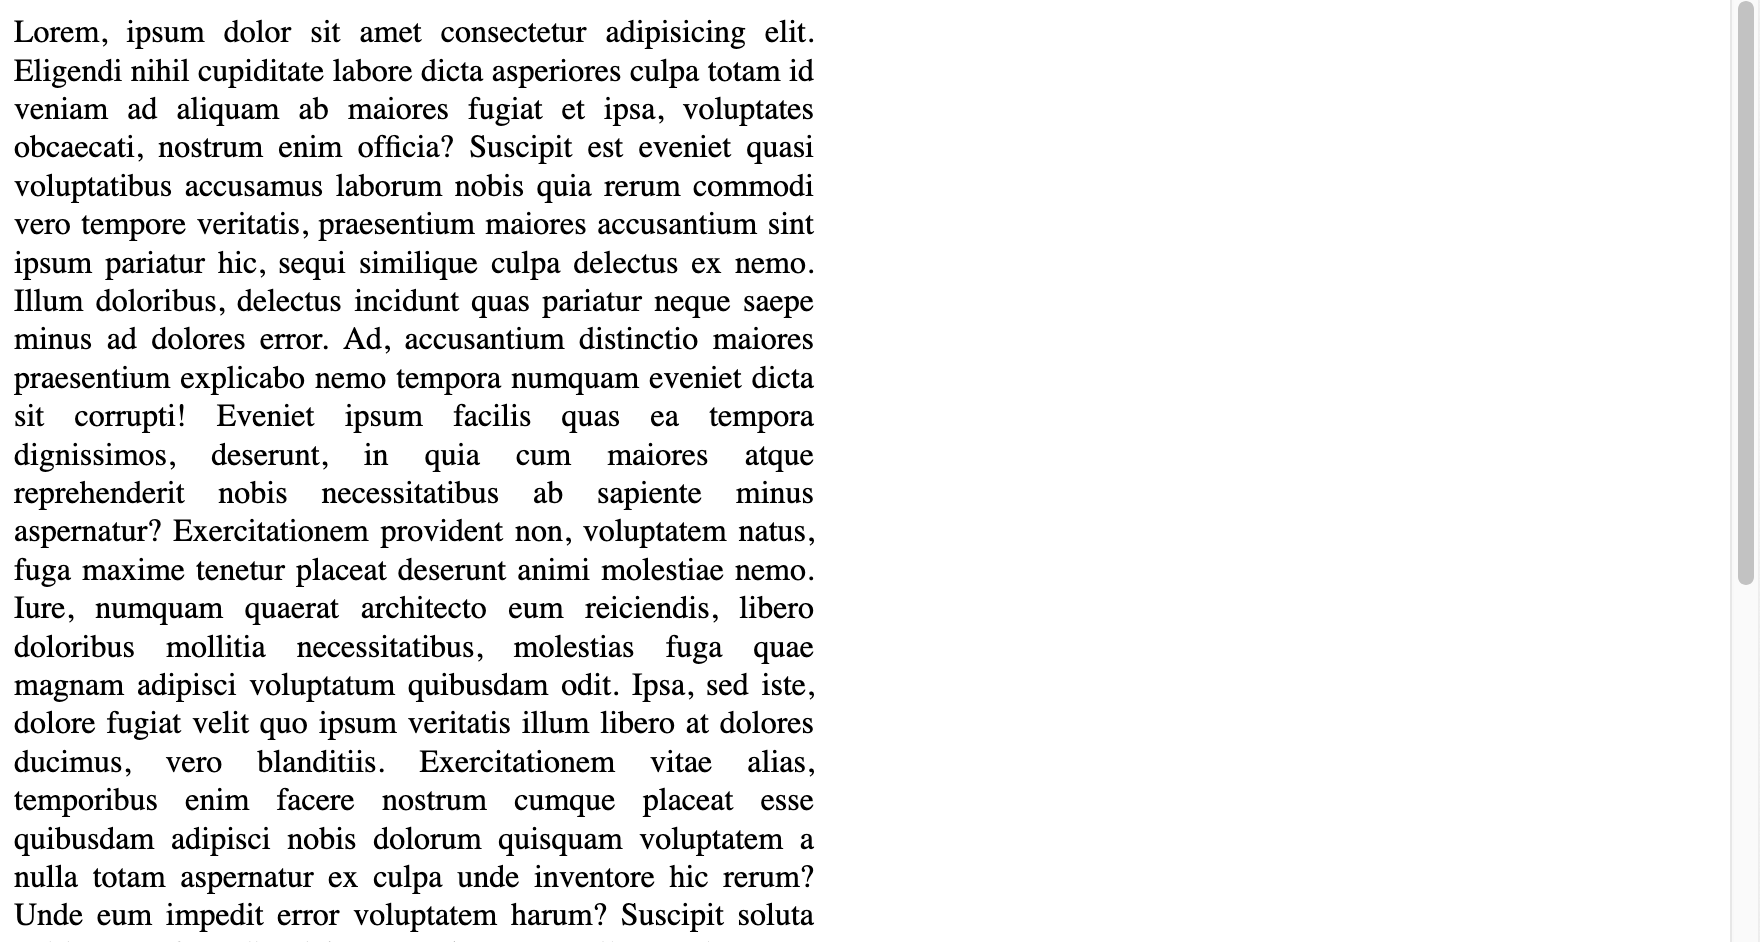 Lorem, ipsum dolor sit amet consectetur adipisicing elit.
Eligendi nihil cupiditate labore dicta asperiores culpa totam id
veniam ad aliquam ab maiores fugiat et ipsa, voluptates
obcaecati, nostrum enim officia? Suscipit est eveniet quasi
voluptatibus accusamus laborum nobis quia rerum commodi
vero tempore veritatis, praesentium maiores accusantium sint
ipsum pariatur hic, sequi similique culpa delectus ex nemo.
Illum doloribus, delectus incidunt quas pariatur neque saepe
minus ad dolores error. Ad, accusantium distinctio maiores
praesentium explicabo nemo tempora numquam eveniet dicta
sit corrupti! Eveniet ipsum facilis quas ea tempora
dignissimos, deserunt, in quia cum maiores atque
reprehenderit nobis necessitatibus ab sapiente minus
aspernatur? Exercitationem provident non, voluptatem natus,
fuga maxime tenetur placeat deserunt animi molestiae nemo.
Iure, numquam quaerat architecto eum reiciendis, libero
doloribus mollitia necessitatibus, molestias fuga quae
magnam adipisci voluptatum quibusdam odit. Ipsa, sed iste,
dolore fugiat velit quo ipsum veritatis illum libero at dolores
ducimus, vero blanditiis. Exercitationem vitae alias,
temporibus enim facere nostrum cumque placeat esse
quibusdam adipisci nobis dolorum quisquam voluptatem a
nulla totam aspernatur ex culpa unde inventore hic rerum?
Unde eum impedit error voluptatem harum? Suscipit soluta